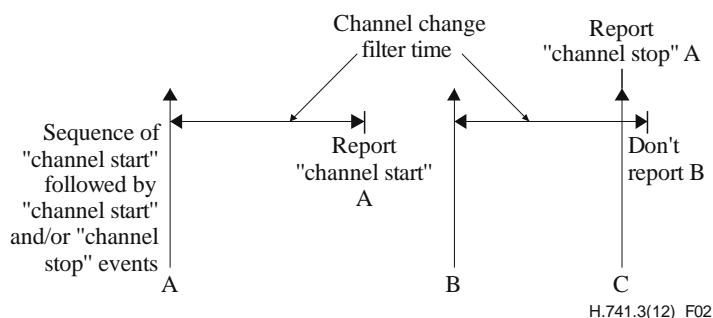 Channel change
filter time
Report
"channel stop" A
Sequence of
"channel start"
followed by
"channel start"
and/or "channel
stop" events
Report
"channel start"
A
Don't
report B
A
B
C
H.741.3(12)_F02